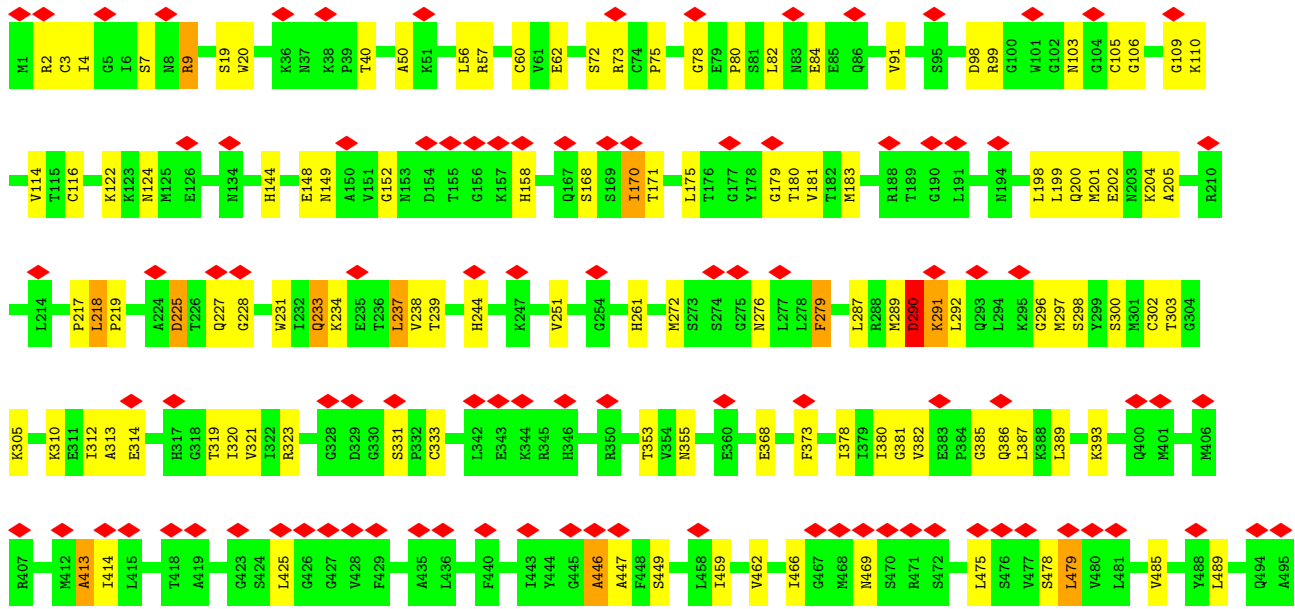 M1 R2 C3 I4 G5 I6 S7 N8 R9 S19 W20 K36 N37 K38 P39 T40 A50 K51 L56 R57 C60 V61 E62 S72 R73 C74 P75 G78 E79 P80 S81 L82 N83 E84 E85 Q86 V91 S95 D98 R99 G100 W101 G102 N103 G104 C105 G106 G109 K110
V114 T115 C116 K122 K123 N124 M125 E126 N134 H144 E148 N149 A150 V151 G152 N153 D154 T155 G156 K157 H158 Q167 S168 S169 I170 T171 L175 T176 G177 Y178 G179 T180 V181 T182 M183 R188 T189 G190 L191 N194 L198 L199 Q200 M201 E202 N203 K204 A205 R210
L214 P217 L218 P219 A224 D225 T226 Q227 G228 W231 I232 Q233 K234 E235 T236 L237 V238 T239 H244 K247 V251 G254 H261 M272 S273 S274 G275 N276 L277 L278 F279 L287 R288 M289 D290 K291 L292 Q293 L294 K295 G296 M297 S298 Y299 S300 M301 C302 T303 G304
K305 K310 E311 I312 A313 E314 H317 G318 T319 I320 V321 I322 R323 G328 D329 G330 S331 P332 C333 L342 E343 K344 R345 H346 R350 T353 V354 N355 E360 E368 F373 I378 I379 I380 G381 V382 E383 P384 G385 Q386 L387 K388 L389 K393 Q400 M401 M406
R407 M412 A413 I414 L415 T418 A419 G423 S424 L425 G426 G427 V428 F429 A435 L436 F440 I443 Y444 G445 A446 A447 F448 S449 L458 I459 V462 I466 G467 M468 N469 S470 R471 S472 L475 S476 V477 S478 L479 V480 L481 V485 Y488 L489 Q494 A495